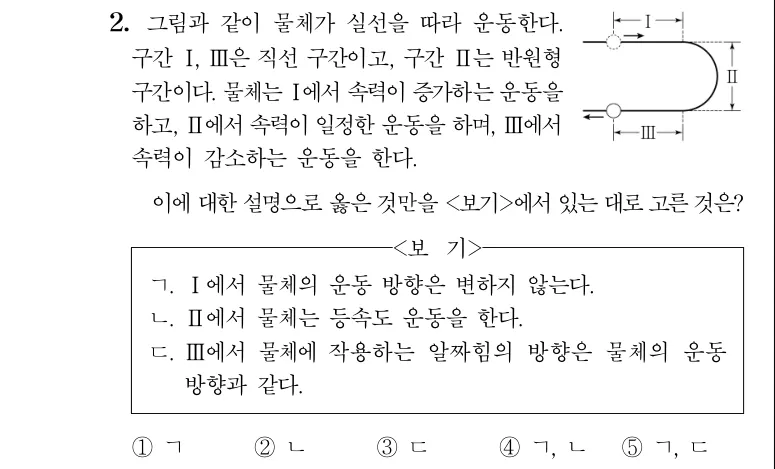 2. 그림과 같이 물체가 실선을 따라 운동한다.
구간 Ⅰ, Ⅲ은 직선 구간이고, 구간 Ⅱ는 반원형
구간이다. 물체는 Ⅰ에서 속력이 증가하는 운동을
하고, Ⅱ에서 속력이 일정한 운동을 하며, Ⅲ에서
속력이 감소하는 운동을 한다.
Ⅰ
Ⅱ
Ⅲ
이에 대한 설명으로 옳은 것만을 <보기>에서 있는 대로 고른 것은?
<보 기>
ㄱ. Ⅰ에서 물체의 운동 방향은 변하지 않는다.
ㄴ. Ⅱ에서 물체는 등속도 운동을 한다.
ㄷ. Ⅲ에서 물체에 작용하는 알짜힘의 방향은 물체의 운동
방향과 같다.
① ㄱ ② ㄴ ③ ㄷ ④ ㄱ, ㄴ ⑤ ㄱ, ㄷ